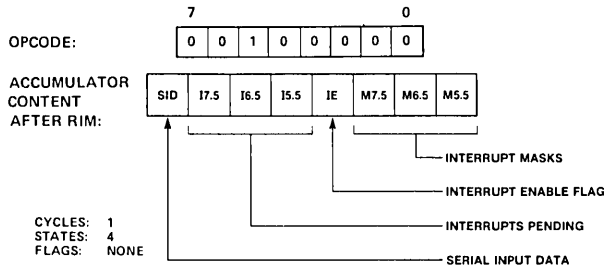 7 0
OPCODE: 0 0 1 0 0 0 0 0
ACCUMULATOR
CONTENT
AFTER RIM:
SID I7.5 I6.5 I5.5 IE M7.5 M6.5 M5.5
INTERRUPT MASKS
INTERRUPT ENABLE FLAG
INTERRUPTS PENDING
SERIAL INPUT DATA
CYCLES: 1
STATES: 4
FLAGS: NONE